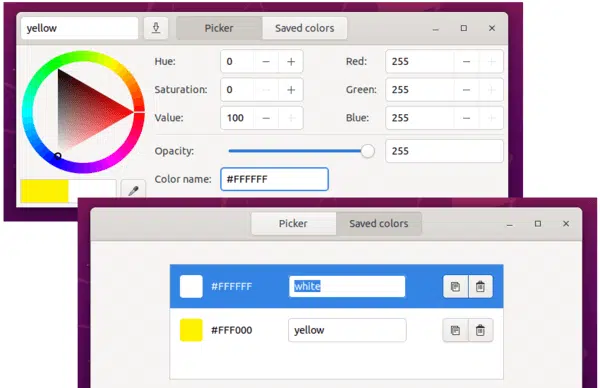 yellow Picker Saved colors
Hue: 0 Red: 255
Saturation: 0 Green: 255
Value: 100 Blue: 255
Opacity: 255
Color name: #FFFFFF
Picker Saved colors
#FFFFFF white
#FFF000 yellow